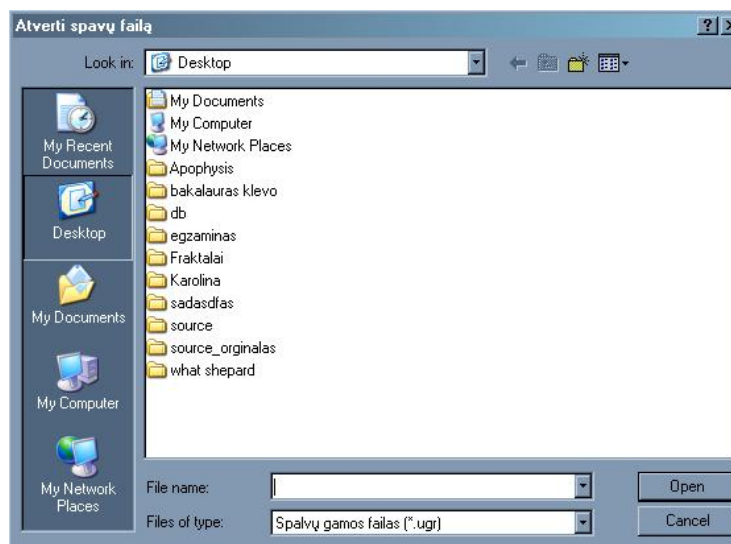 Atverti spavų failą
Look in:
Desktop
My Recent
Documents
Desktop
My Documents
My Computer
My Network
Places
My Documents
My Computer
My Network Places
Apophysis
bakalauras klevo
db
egzaminas
Fraktalai
Karolina
sadasdfas
source
source_orginalas
what shepard
File name:
Open
Files of type:
Spalvų gamos failas (*.ugr)
Cancel